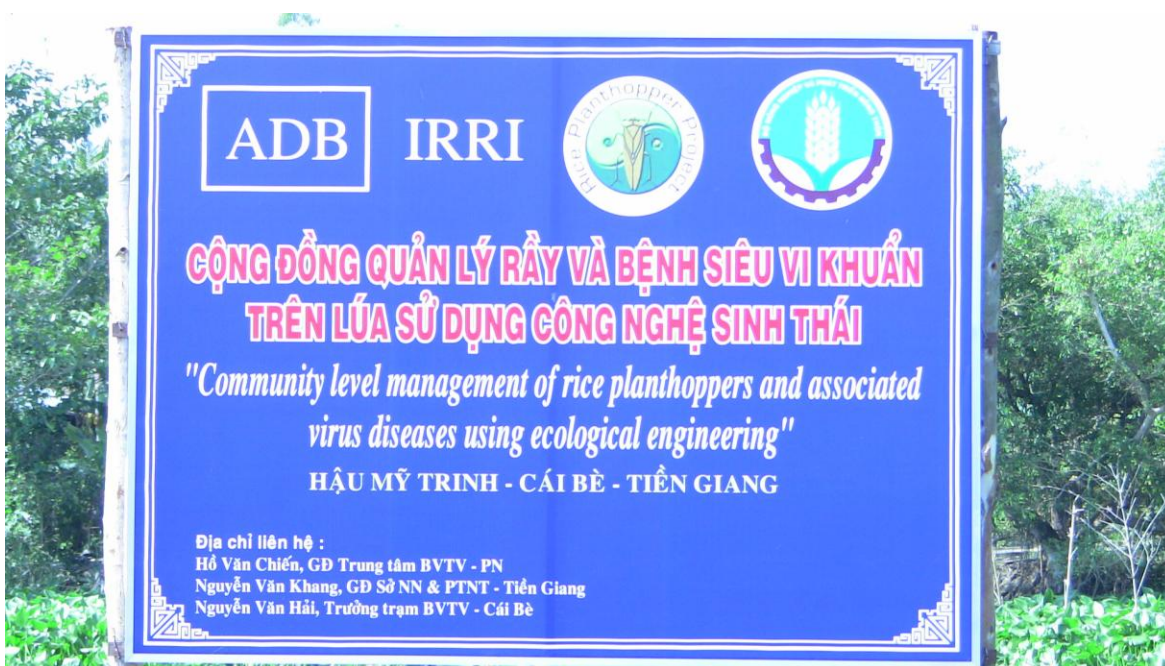 ADB IRRI Rice Planthopper Project
CỘNG ĐỒNG QUẢN LÝ RẦY VÀ BỆNH SIÊU VI KHUẨN
TRÊN LÚA SỬ DỤNG CÔNG NGHỆ SINH THÁI
"Community level management of rice planthoppers and associated
virus diseases using ecological engineering"
HẬU MỸ TRINH - CÁI BÈ - TIỀN GIANG
Địa chỉ liên hệ :
Hồ Văn Chiến, GĐ Trung tâm BVTV - PN
Nguyễn Văn Khang, GĐ Sở NN & PTNT - Tiền Giang
Nguyễn Văn Hải, Trưởng trạm BVTV - Cái Bè